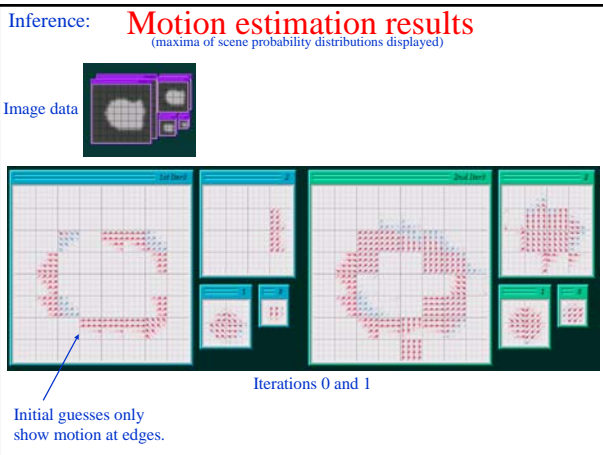 Inference:
Motion estimation results
(maxima of scene probability distributions displayed)
Image data
1st Iter
2
1
0
2nd Iter
2
1
0
Iterations 0 and 1
Initial guesses only
show motion at edges.